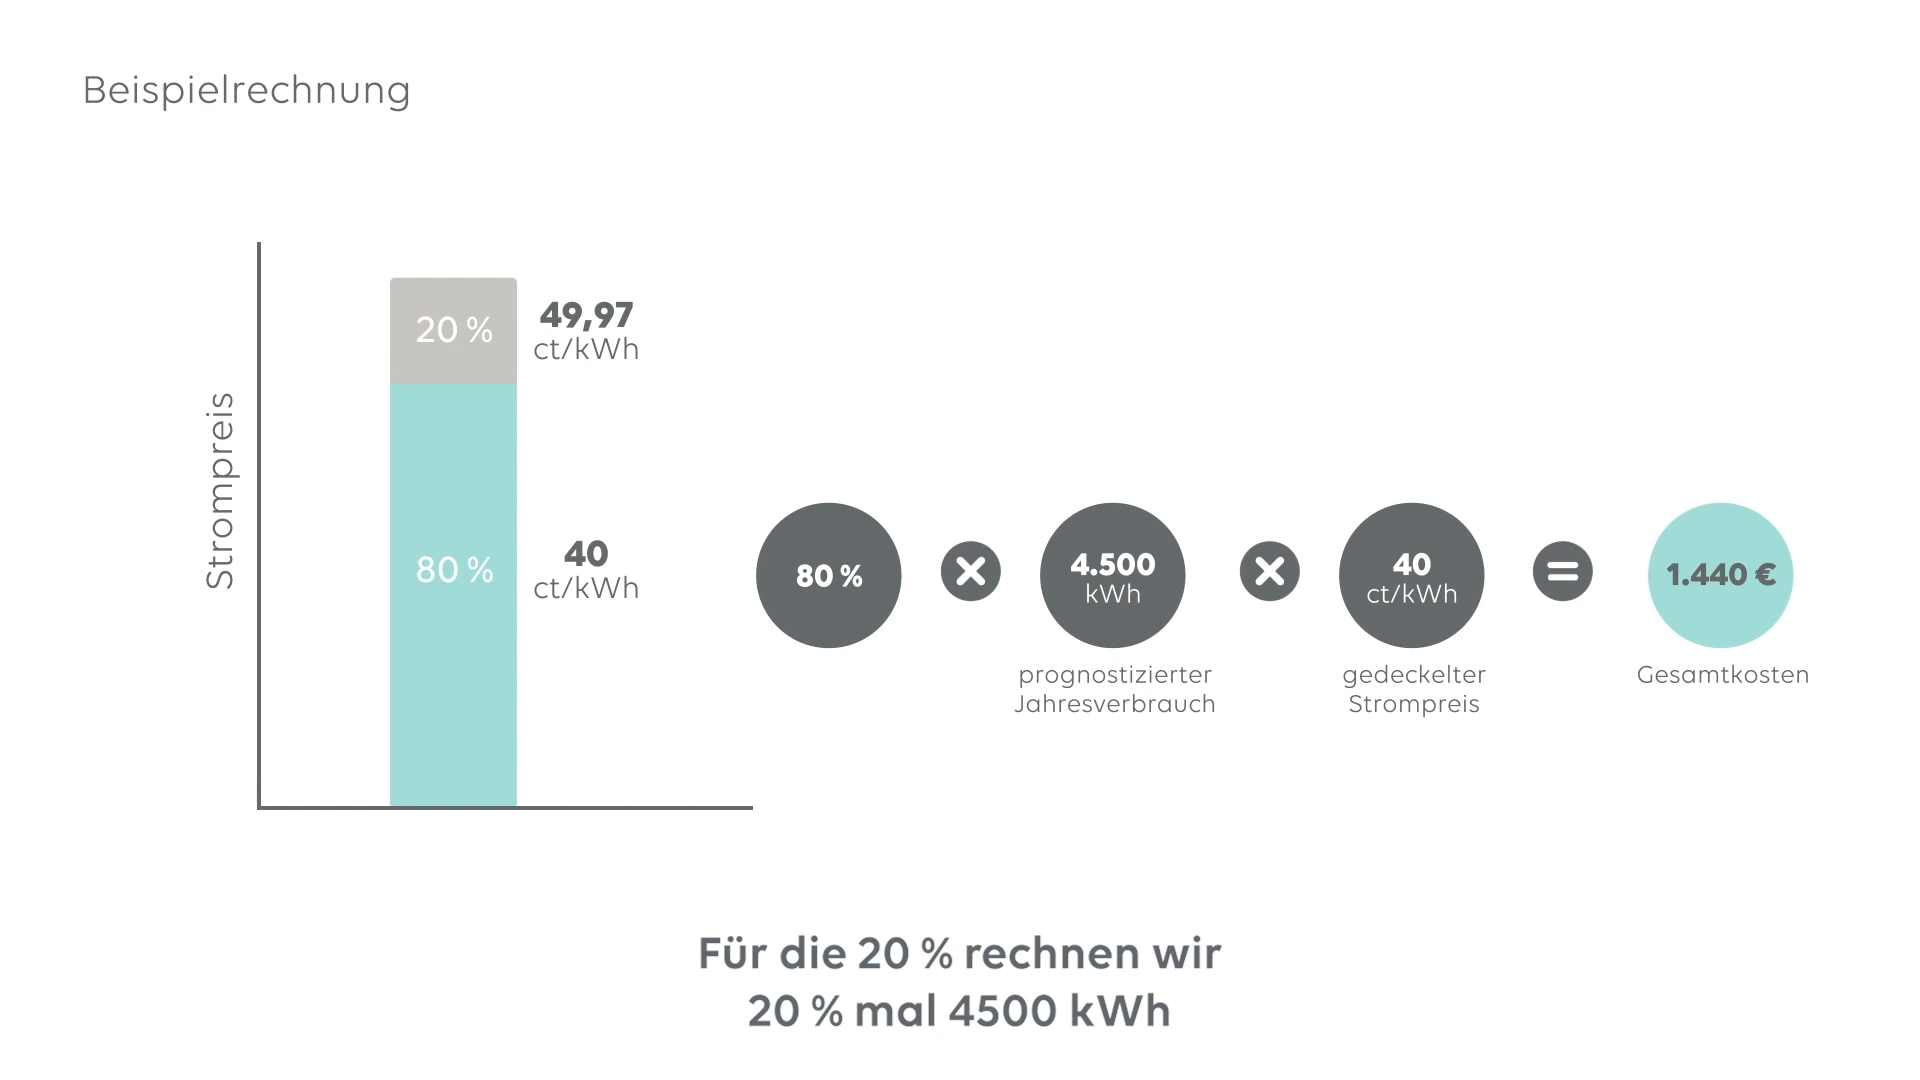 Beispielrechnung
Strompreis
20 %
49,97
ct/kWh
80 %
40
ct/kWh
80 %
4.500
kWh
prognostizierter
Jahresverbrauch
40
ct/kWh
gedeckelter
Strompreis
1.440 €
Gesamtkosten
Für die 20 % rechnen wir
20 % mal 4500 kWh